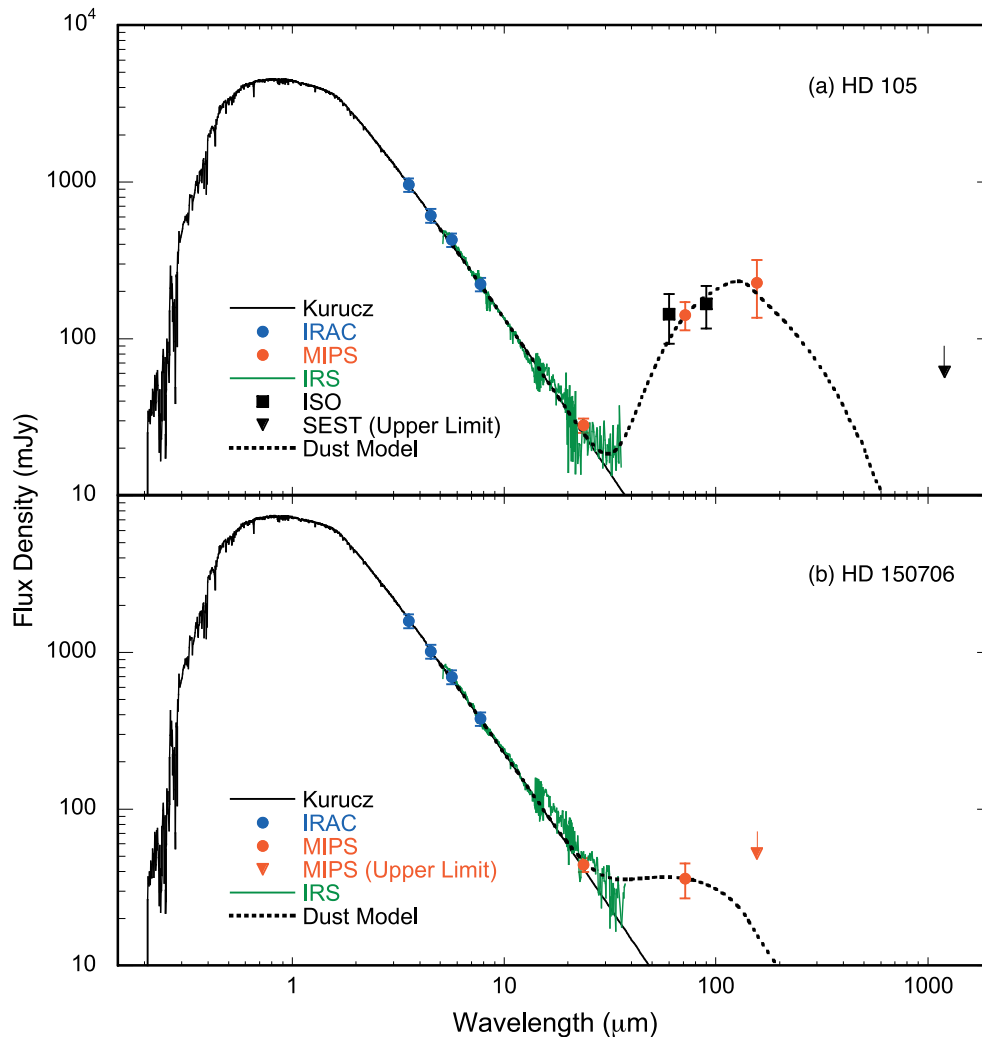 Flux Density (mJy)
10⁴
1000
100
10
(a) HD 105
Kurucz
IRAC
MIPS
IRS
ISO
SEST (Upper Limit)
Dust Model
1000
100
10
(b) HD 150706
Kurucz
IRAC
MIPS
MIPS (Upper Limit)
IRS
Dust Model
1
10
100
1000
Wavelength (μm)